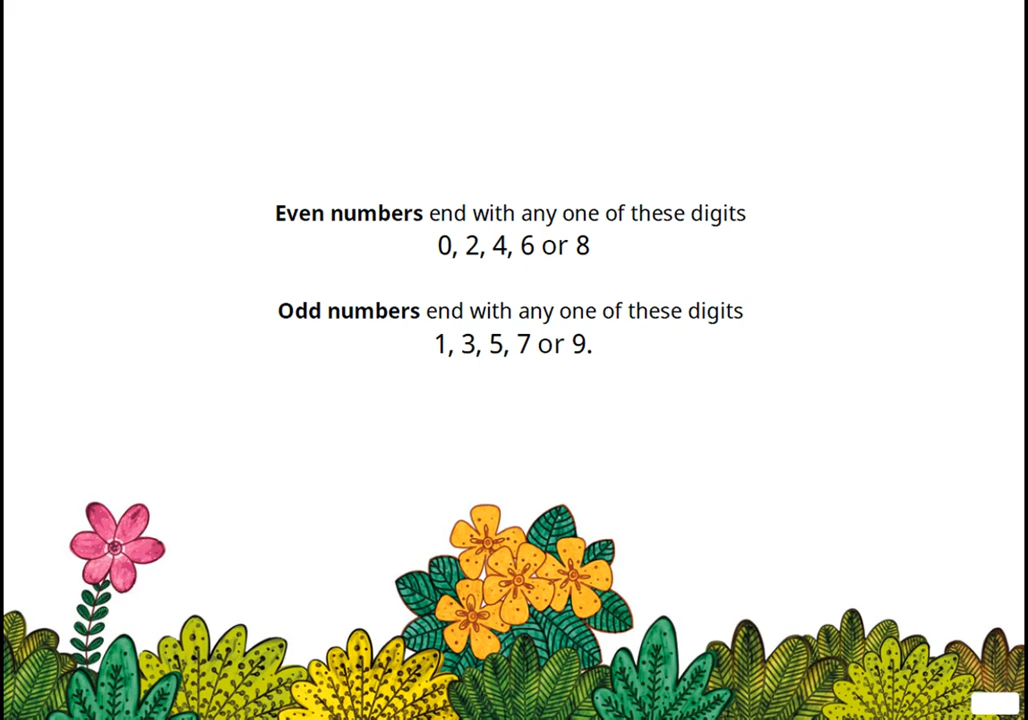 Even numbers end with any one of these digits
0, 2, 4, 6 or 8
Odd numbers end with any one of these digits
1, 3, 5, 7 or 9.